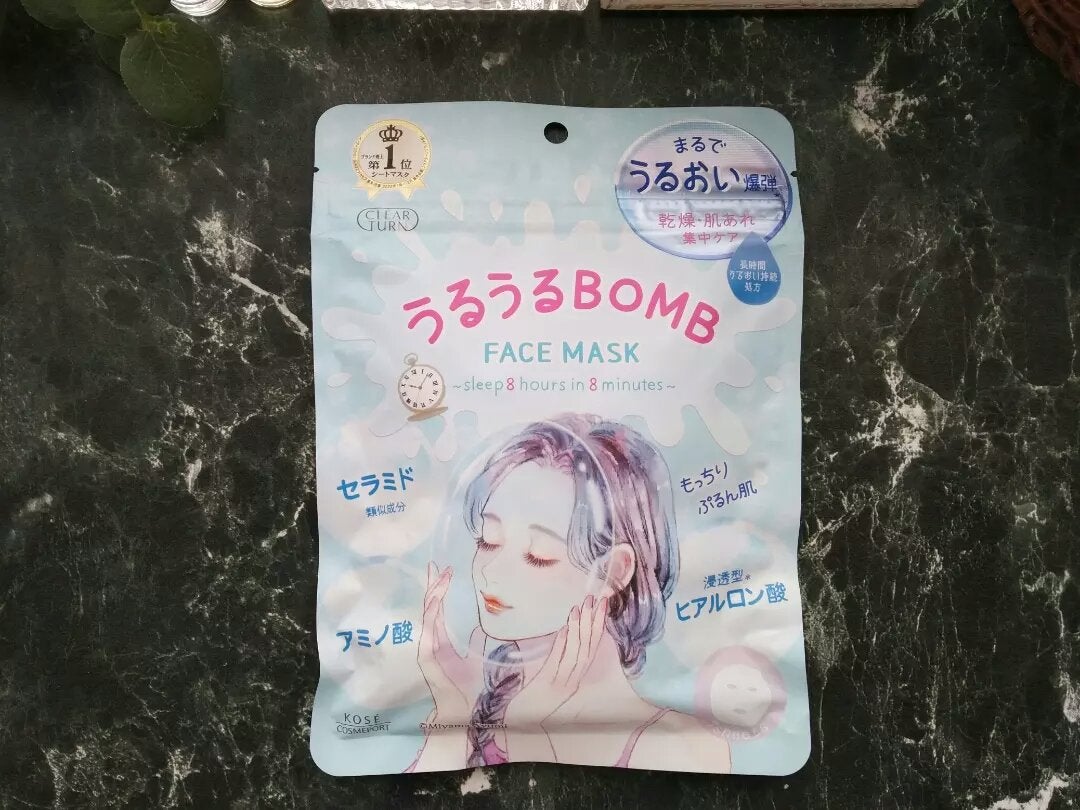 ブランド売上
第1位
シートマスク
CLEAR
TURN
まるで
うるおい爆弾
乾燥・肌あれ
集中ケア
長時間
うるおい持続
処方
うるうるBOMB
FACE MASK
~sleep 8 hours in 8 minutes~
セラミド
類似成分
もっちり
ぷるん肌
浸透型*
ヒアルロン酸
アミノ酸
KOSÉ
COSMEPORT